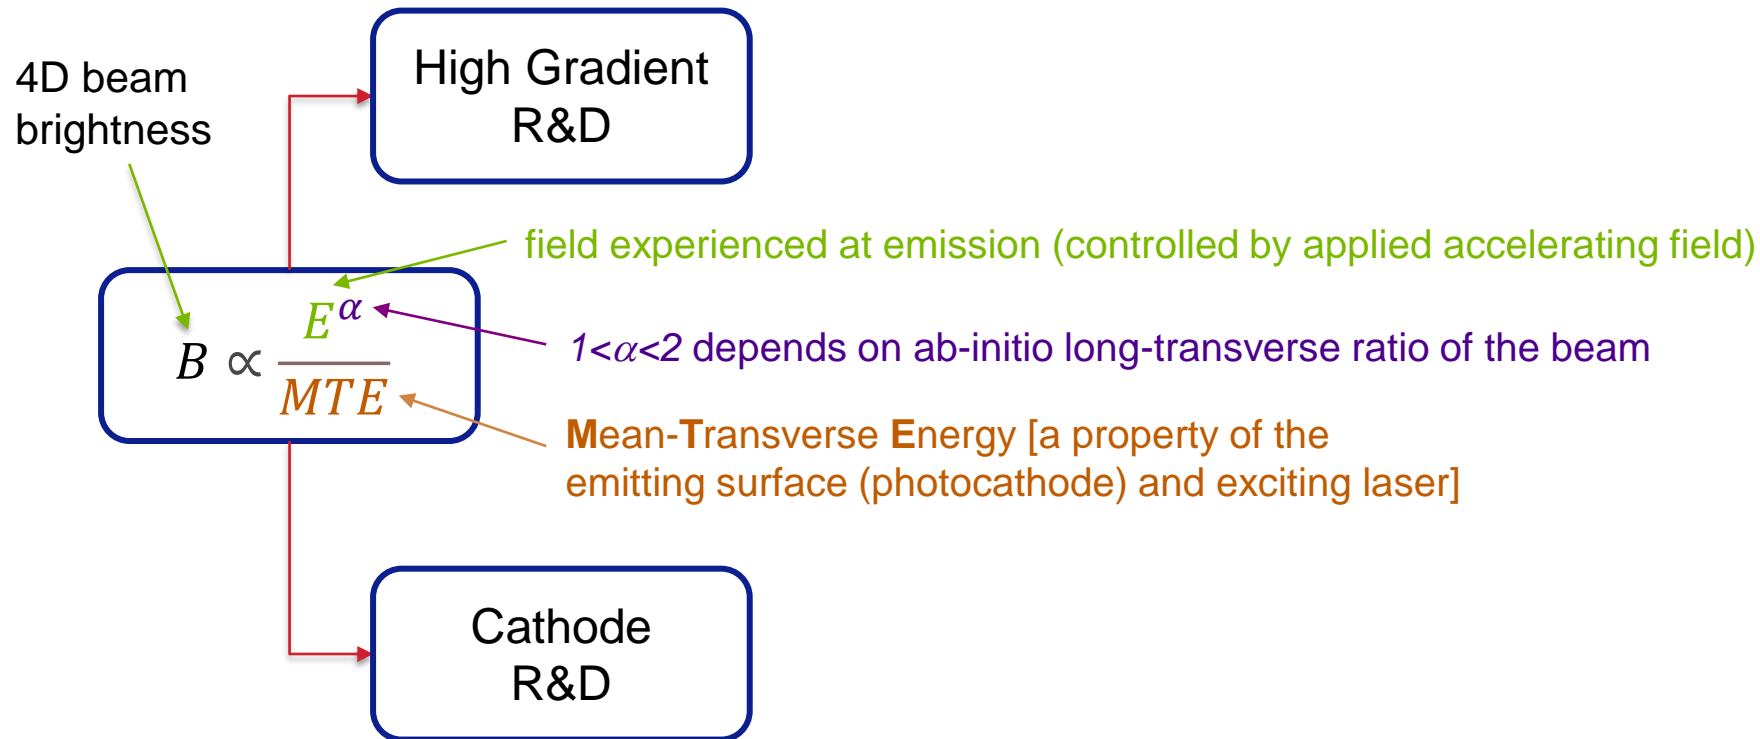 High Gradient
R&D
4D beam
brightness
field experienced at emission (controlled by applied accelerating field)
B ∝ E^α / MTE
1<α<2 depends on ab-initio long-transverse ratio of the beam
Mean-Transverse Energy [a property of the
emitting surface (photocathode) and exciting laser]
Cathode
R&D